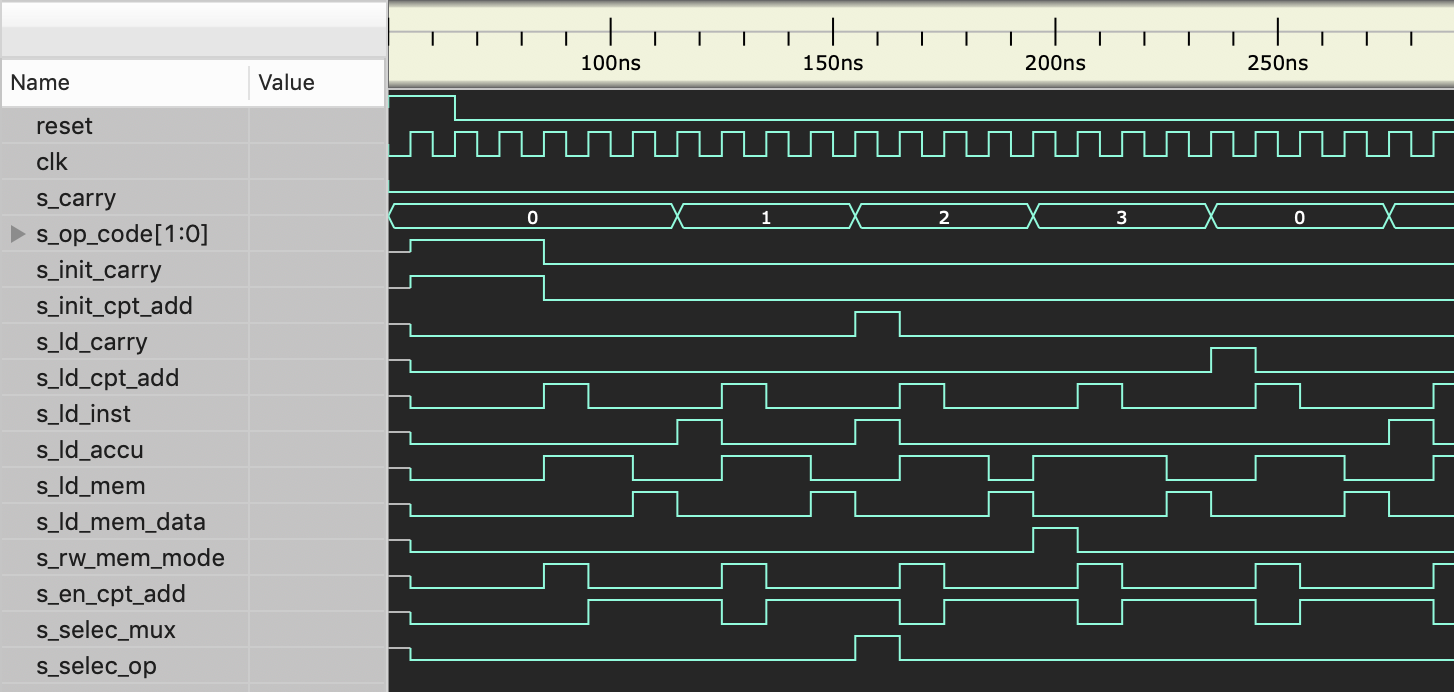 100ns 150ns 200ns 250ns
Name Value
reset
clk
s_carry
s_op_code[1:0] 0 1 2 3 0
s_init_carry
s_init_cpt_add
s_ld_carry
s_ld_cpt_add
s_ld_inst
s_ld_accu
s_ld_mem
s_ld_mem_data
s_rw_mem_mode
s_en_cpt_add
s_selec_mux
s_selec_op